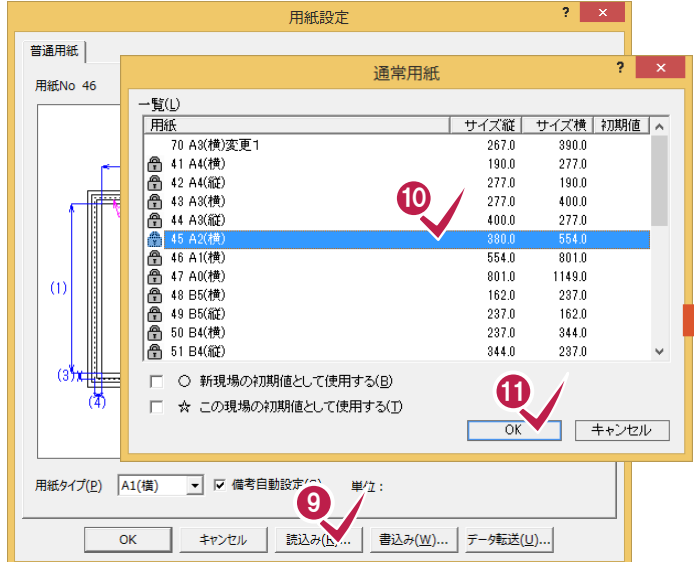 用紙設定
10 ? ×
普通用紙
用紙No 46
通常用紙 ? ×
11
一覧(L)
用紙 サイズ縦 サイズ横 初期値
70 A3(横)変更1 267.0 390.0
41 A4(横) 190.0 277.0
42 A4(縦) 277.0 190.0
43 A3(横) 277.0 400.0
44 A3(縦) 400.0 277.0
45 A2(横) 380.0 554.0
46 A1(横) 554.0 801.0
47 A0(横) 801.0 1149.0
48 B5(横) 162.0 237.0
49 B5(縦) 237.0 162.0
50 B4(横) 237.0 344.0
51 B4(縦) 344.0 237.0
10
(1)
(3)
(4)
○ 新現場の初期値として使用する(B)
☆ この現場の初期値として使用する(T)
11
OK キャンセル
用紙タイプ(P) A1(横) 備考自動設定 単位:
9
OK キャンセル 読込み(R)... 書込み(W)... データ転送(U)...